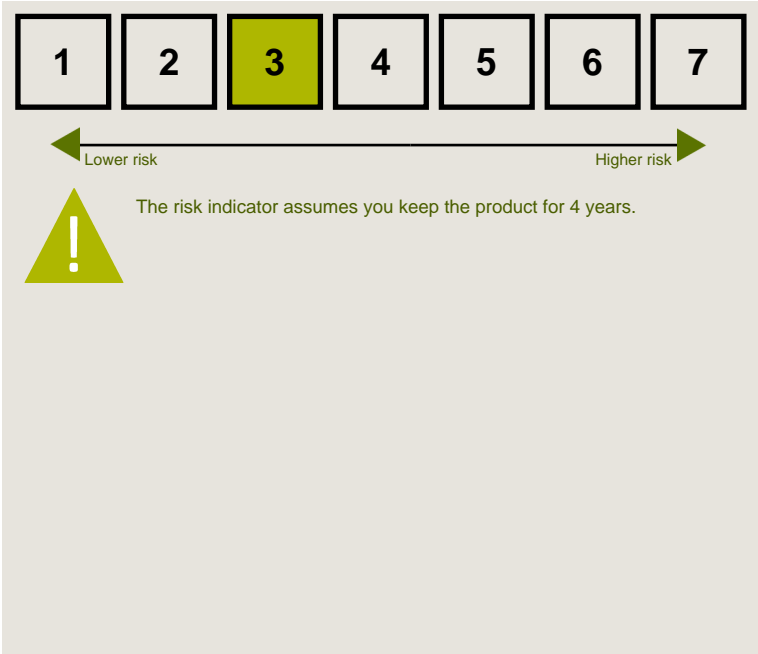 1 2 3 4 5 6 7
Lower risk Higher risk
The risk indicator assumes you keep the product for 4 years.
!